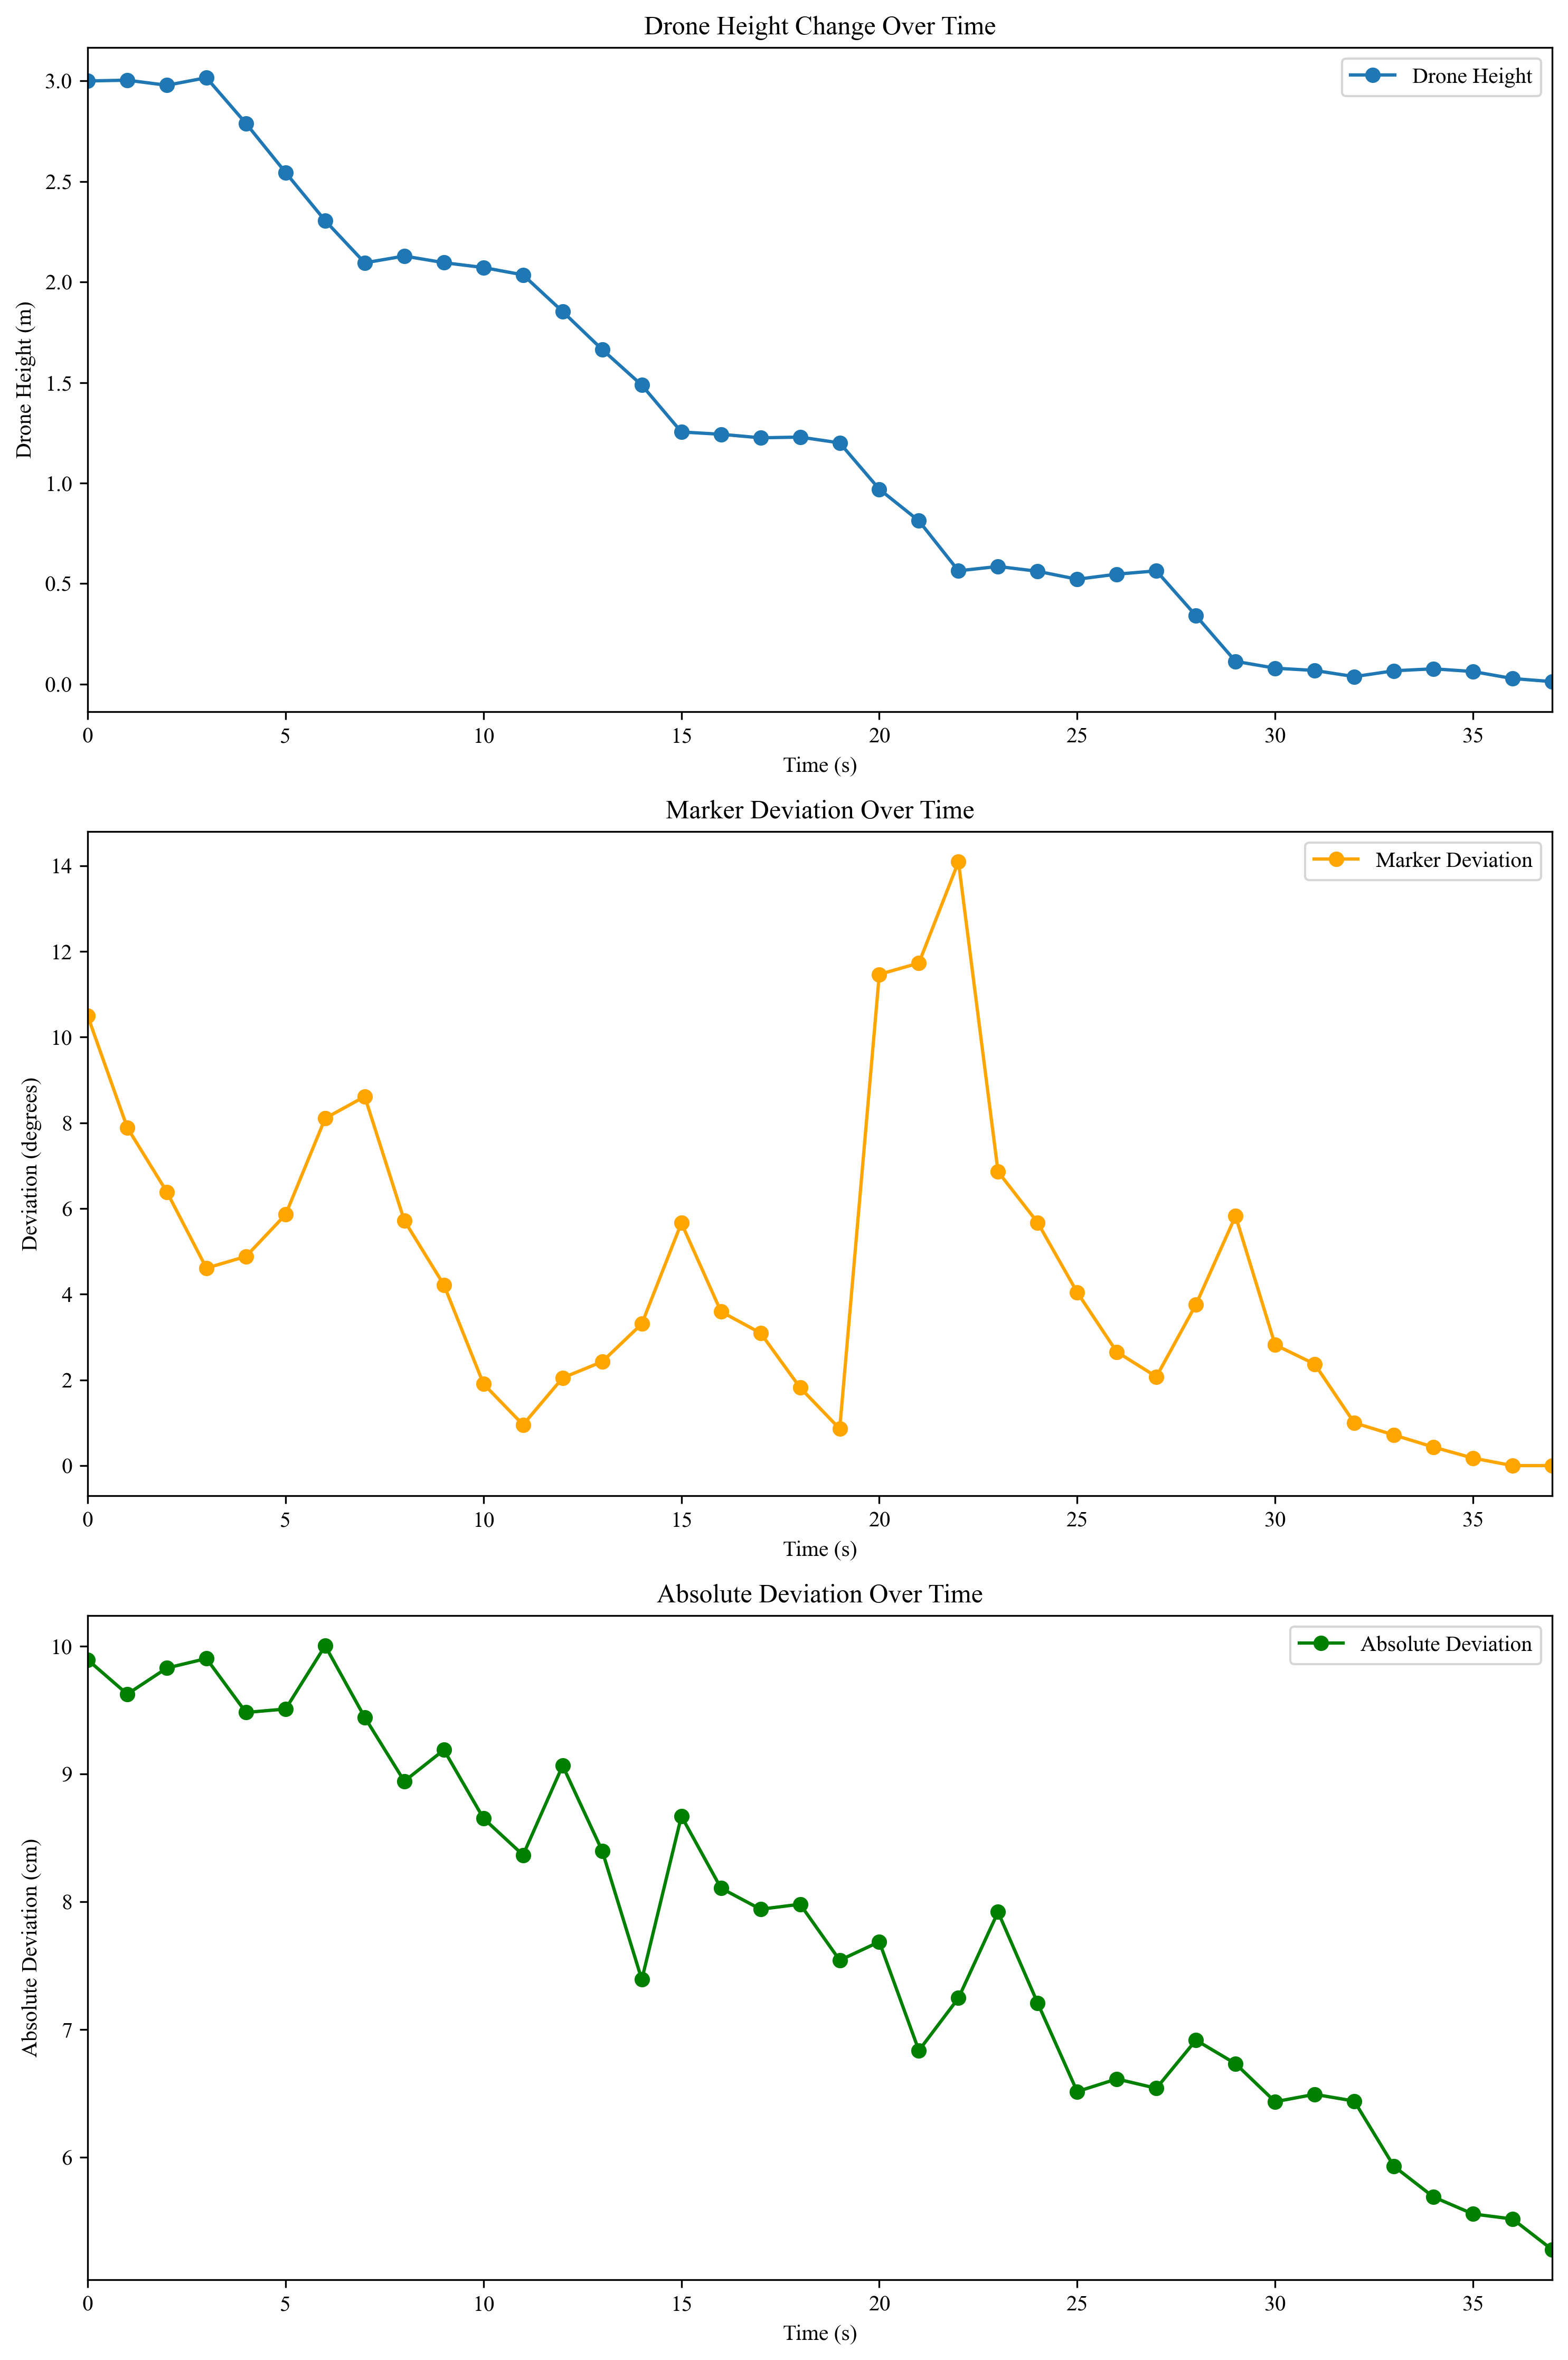 Drone Height Change Over Time
Drone Height
3.0
2.5
2.0
1.5
1.0
0.5
0.0
Drone Height (m)
0 5 10 15 20 25 30 35
Time (s)
Marker Deviation Over Time
Marker Deviation
14
12
10
8
6
4
2
0
Deviation (degrees)
0 5 10 15 20 25 30 35
Time (s)
Absolute Deviation Over Time
Absolute Deviation
10
9
8
7
6
Absolute Deviation (cm)
0 5 10 15 20 25 30 35
Time (s)